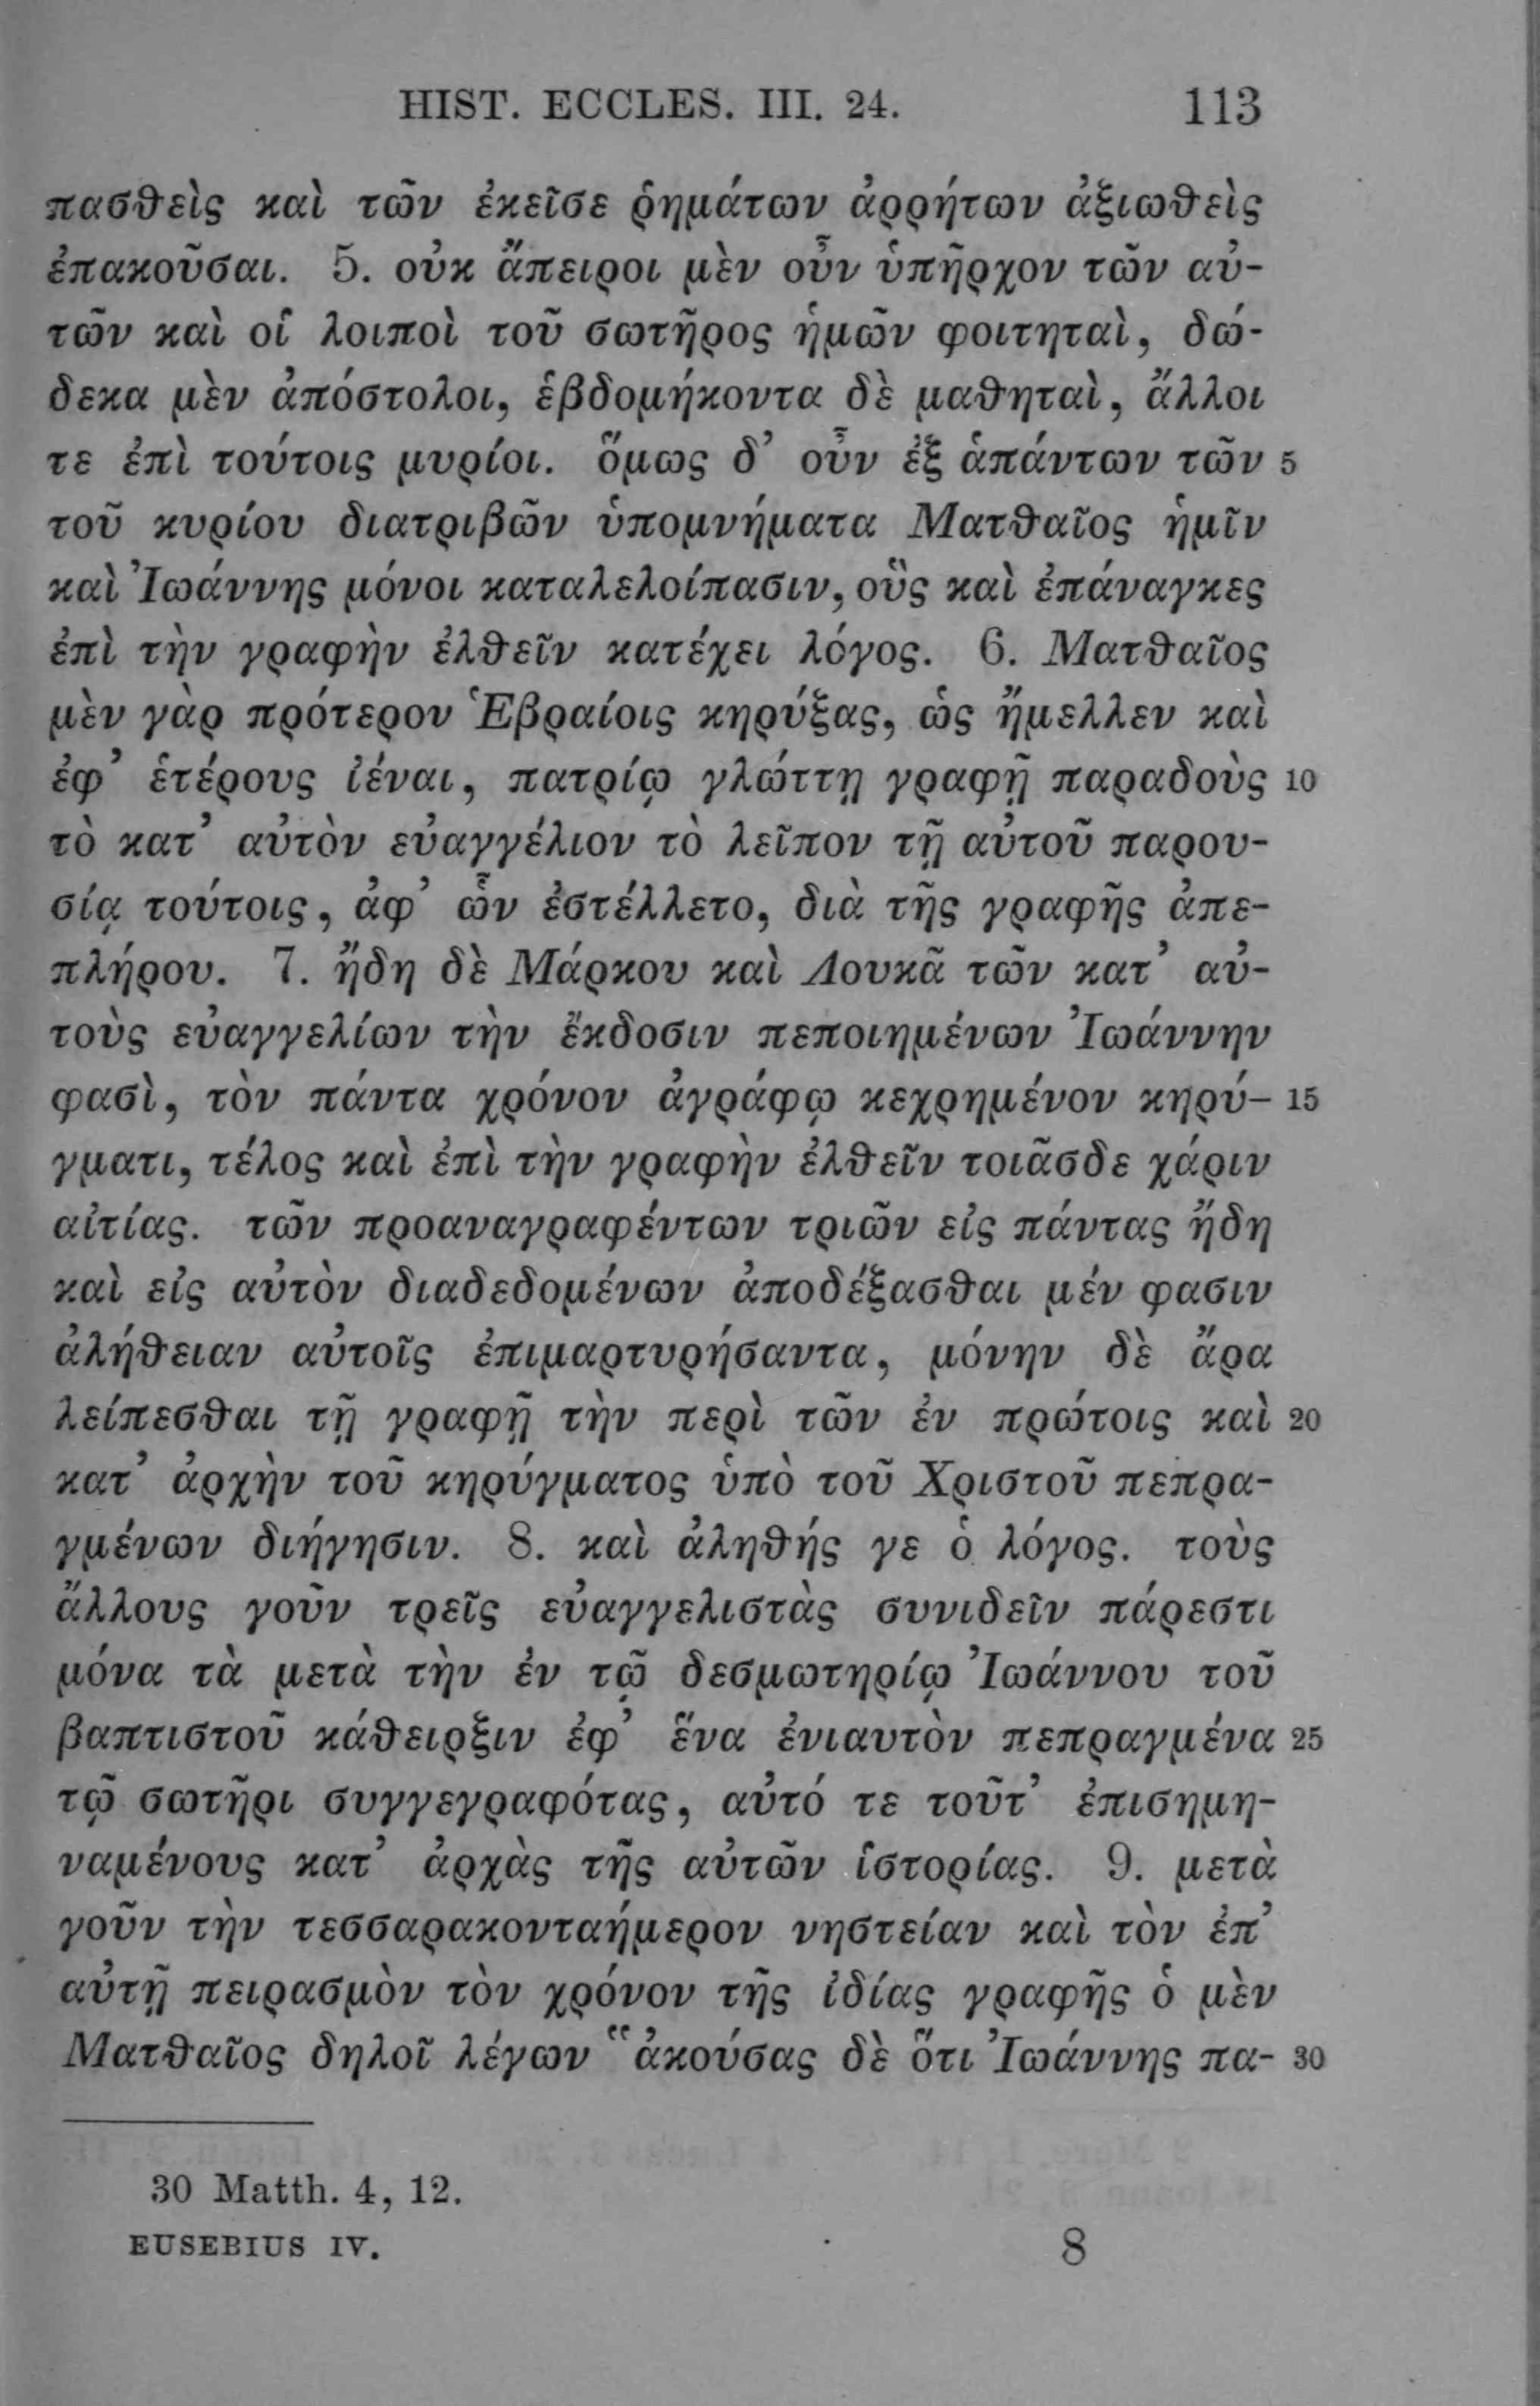 HIST. ECCLES. III. 24. 113
πασθεὶς καὶ τῶν ἐκεῖσε ῥημάτων ἀρρήτων ἀξιωθεὶς
ἐπακοῦσαι. 5. οὐκ ἄπειροι μὲν οὖν ὑπῆρχον τῶν αὐ-
τῶν καὶ οἱ λοιποὶ τοῦ σωτῆρος ἡμῶν φοιτηταὶ, δώ-
δεκα μὲν ἀπόστολοι, ἑβδομήκοντα δὲ μαθηταὶ, ἄλλοι
τε ἐπὶ τούτοις μυρίοι. ὅμως δ’ οὖν ἐξ ἁπάντων τῶν 5
τοῦ κυρίου διατριβῶν ὑπομνήματα Ματθαῖος ἡμῖν
καὶ Ἰωάννης μόνοι καταλελοίπασιν, οὓς καὶ ἐπάναγκες
ἐπὶ τὴν γραφὴν ἐλθεῖν κατέχει λόγος. 6. Ματθαῖος
μὲν γὰρ πρότερον Ἑβραίοις κηρύξας, ὡς ἤμελλεν καὶ
ἐφ’ ἑτέρους ἰέναι, πατρίῳ γλώττῃ γραφῇ παραδοὺς 10
τὸ κατ’ αὐτὸν εὐαγγέλιον τὸ λεῖπον τῇ αὐτοῦ παρου-
σίᾳ τούτοις, ἀφ’ ὧν ἐστέλλετο, διὰ τῆς γραφῆς ἀπε-
πλήρου. 7. ἤδη δὲ Μάρκου καὶ Λουκᾶ τῶν κατ’ αὐ-
τοὺς εὐαγγελίων τὴν ἔκδοσιν πεποιημένων Ἰωάννην
φασὶ, τὸν πάντα χρόνον ἀγράφῳ κεχρημένον κηρύ- 15
γματι, τέλος καὶ ἐπὶ τὴν γραφὴν ἐλθεῖν τοιᾶσδε χάριν
αἰτίας. τῶν προαναγραφέντων τριῶν εἰς πάντας ἤδη
καὶ εἰς αὐτὸν διαδεδομένων ἀποδέξασθαι μέν φασιν
ἀλήθειαν αὐτοῖς ἐπιμαρτυρήσαντα, μόνην δὲ ἄρα
λείπεσθαι τῇ γραφῇ τὴν περὶ τῶν ἐν πρώτοις καὶ 20
κατ’ ἀρχὴν τοῦ κηρύγματος ὑπὸ τοῦ Χριστοῦ πεπρα-
γμένων διήγησιν. 8. καὶ ἀληθής γε ὁ λόγος. τοὺς
ἄλλους γοῦν τρεῖς εὐαγγελιστὰς συνιδεῖν πάρεστι
μόνα τὰ μετὰ τὴν ἐν τῷ δεσμωτηρίῳ Ἰωάννου τοῦ
βαπτιστοῦ κάθειρξιν ἐφ’ ἕνα ἐνιαυτὸν πεπραγμένα 25
τῷ σωτῆρι συγγεγραφότας, αὐτό τε τοῦτ’ ἐπισημη-
ναμένους κατ’ ἀρχὰς τῆς αὐτῶν ἱστορίας. 9. μετὰ
γοῦν τὴν τεσσαρακονταήμερον νηστείαν καὶ τὸν ἐπ’
αὐτῇ πειρασμὸν τὸν χρόνον τῆς ἰδίας γραφῆς ὁ μὲν
Ματθαῖος δηλοῖ λέγων “ἀκούσας δὲ ὅτι Ἰωάννης πα- 30
30 Matth. 4, 12.
EUSEBIUS IV. 8